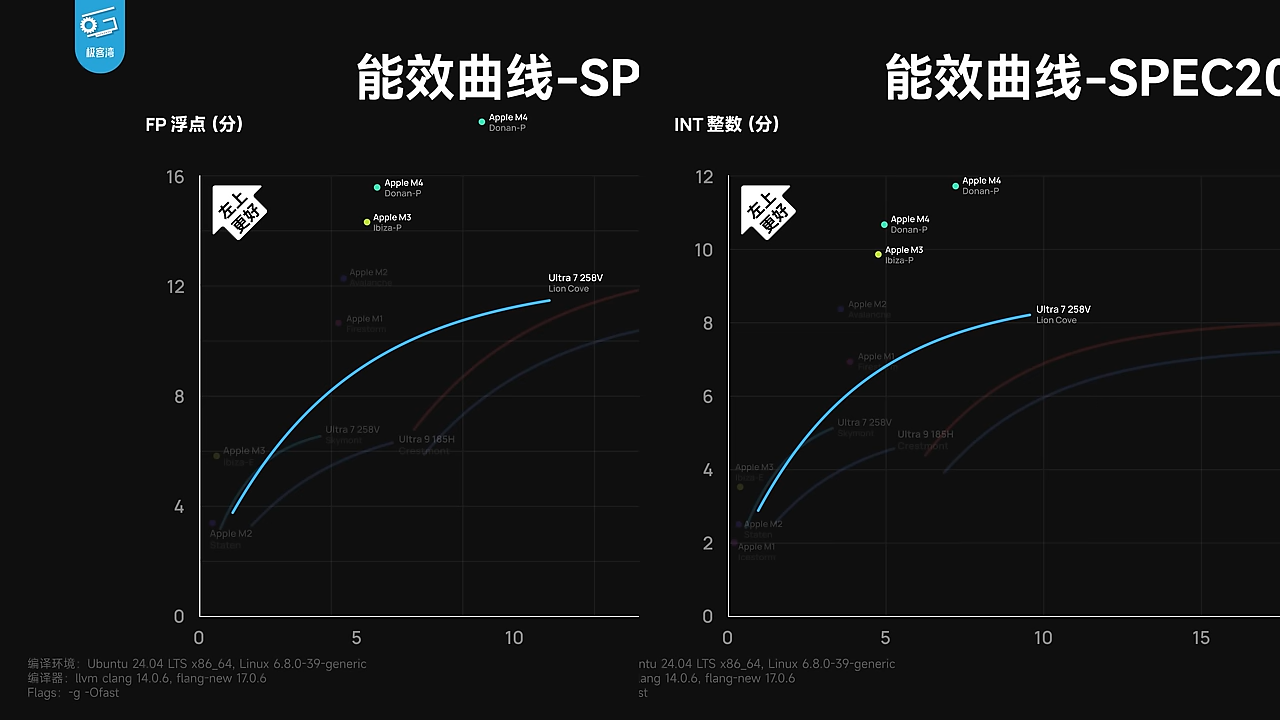 极客湾
能效曲线-SP
FP 浮点 (分)
Apple M4
Donan-P
16
左上
更好
Apple M4
Donan-P
Apple M3
Ibiza-P
Apple M2
Avalanche
12
Ultra 7 258V
Lion Cove
Apple M1
Firestorm
8
Ultra 7 258V
Skymont
Ultra 9 185H
Crestmont
Apple M3
Ibiza-E
4
Apple M2
0
0
5
10
编译环境: Ubuntu 24.04 LTS x86_64, Linux 6.8.0-39-generic
编译器: llvm clang 14.0.6, flang-new 17.0.6
Flags: -g -Ofast
能效曲线-SPEC20
INT 整数 (分)
12
左上
更好
Apple M4
Donan-P
Apple M4
Donan-P
10
Apple M3
Ibiza-P
Apple M2
Avalanche
8
Ultra 7 258V
Lion Cove
Apple M1
6
Ultra 7 258V
Skymont
Ultra 9 185H
Crestmont
4
Apple M3
Ibiza-E
Apple M2
2
Apple M1
Icestorm
0
0
5
10
15
ntu 24.04 LTS x86_64, Linux 6.8.0-39-generic
ang 14.0.6, flang-new 17.0.6
st